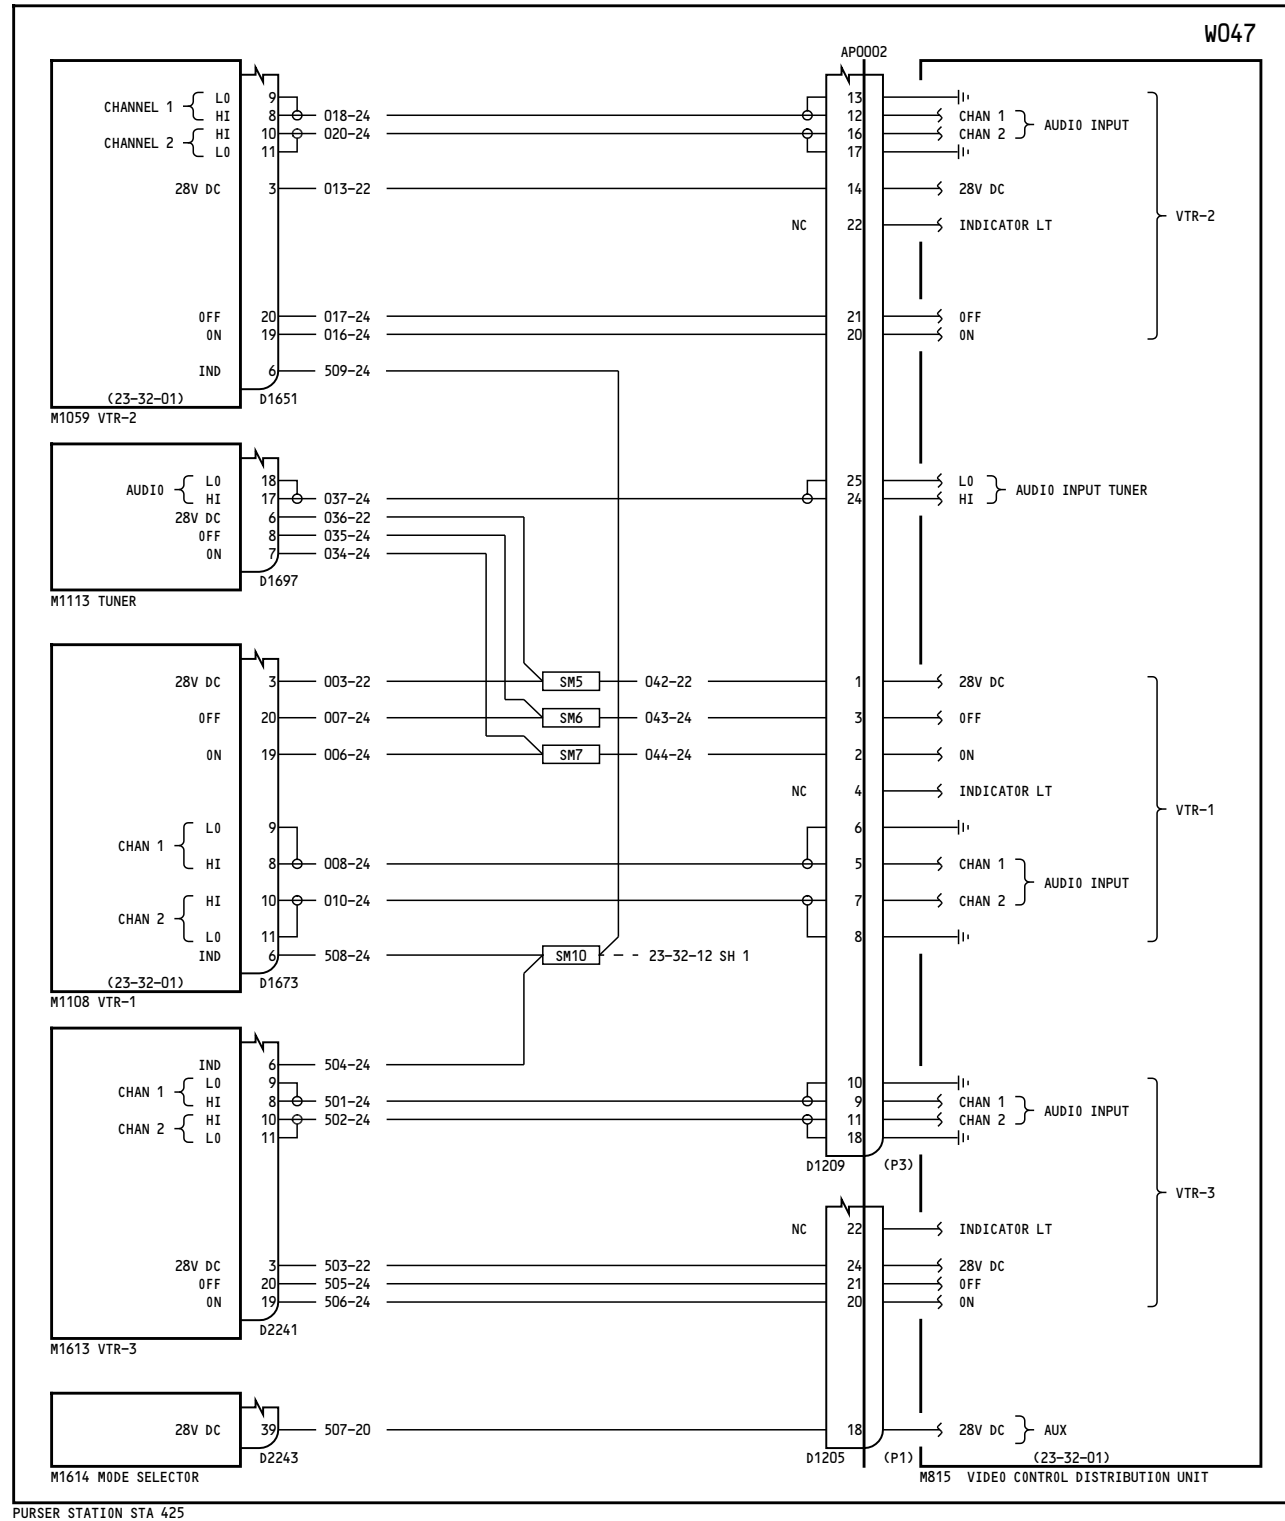 W047
AP0002
CHANNEL 1 LO 9 13
HI 8 018-24 12 CHAN 1 AUDIO INPUT
CHANNEL 2 HI 10 020-24 16 CHAN 2
LO 11 17
28V DC 3 013-22 14 28V DC
VTR-2
NC 22 INDICATOR LT
OFF 20 017-24 21 OFF
ON 19 016-24 20 ON
IND 6 509-24
(23-32-01) D1651
M1059 VTR-2
AUDIO LO 18 25 LO AUDIO INPUT TUNER
HI 17 037-24 24 HI
28V DC 6 036-22
OFF 8 035-24
ON 7 034-24
D1697
M1113 TUNER
28V DC 3 003-22 SM5 042-22 1 28V DC
OFF 20 007-24 SM6 043-24 3 OFF
ON 19 006-24 SM7 044-24 2 ON
NC 4 INDICATOR LT
VTR-1
CHAN 1 LO 9 6
HI 8 008-24 5 CHAN 1 AUDIO INPUT
CHAN 2 HI 10 010-24 7 CHAN 2
LO 11 8
IND 6 508-24 SM10 23-32-12 SH 1
(23-32-01) D1673
M1108 VTR-1
IND 6 504-24
CHAN 1 LO 9 10
HI 8 501-24 9 CHAN 1 AUDIO INPUT
CHAN 2 HI 10 502-24 11 CHAN 2
LO 11 18
D1209 (P3)
VTR-3
NC 22 INDICATOR LT
28V DC 3 503-22 24 28V DC
OFF 20 505-24 21 OFF
ON 19 506-24 20 ON
D2241
M1613 VTR-3
28V DC 39 507-20 18 28V DC AUX
D2243 D1205 (P1) (23-32-01)
M1614 MODE SELECTOR M815 VIDEO CONTROL DISTRIBUTION UNIT
PURSER STATION STA 425